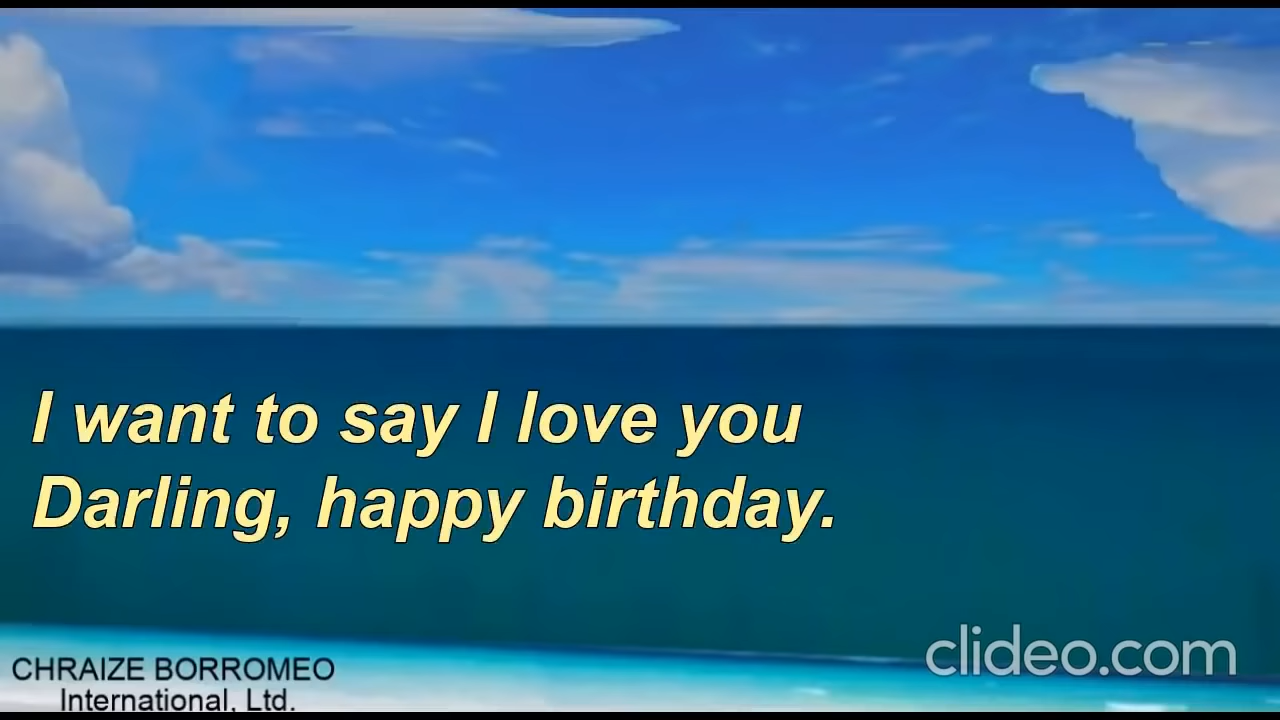 I want to say I love you
Darling, happy birthday.
clideo.com
CHRAIZE BORROMEO
International, Ltd.